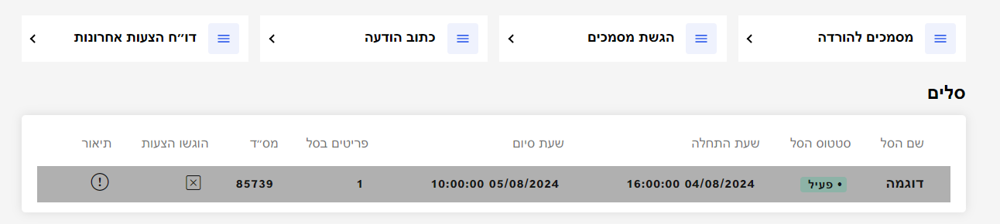 מסמכים להורדה
הגשת מסמכים
כתוב הודעה
דו״ח הצעות אחרונות
סלים
שם הסל סטטוס הסל שעת התחלה שעת סיום פריטים בסל מס״ד הוגשו הצעות תיאור
דוגמה • פעיל 16:00:00 04/08/2024 10:00:00 05/08/2024 1 85739